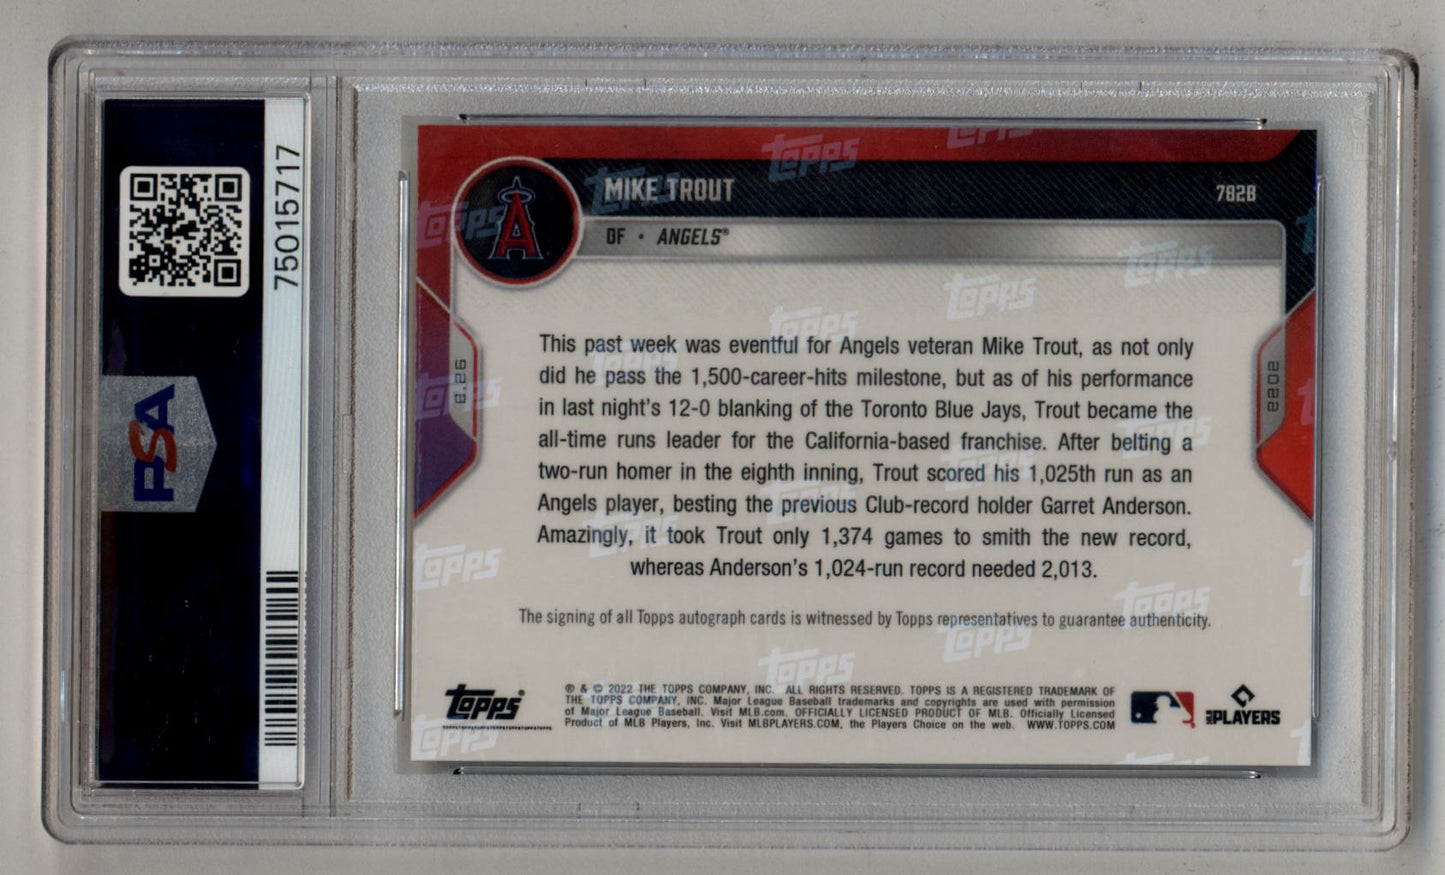 75015717
PSA
MIKE TROUT
782B
OF • ANGELS®
A
8.26
2022
This past week was eventful for Angels veteran Mike Trout, as not only
did he pass the 1,500-career-hits milestone, but as of his performance
in last night's 12-0 blanking of the Toronto Blue Jays, Trout became the
all-time runs leader for the California-based franchise. After belting a
two-run homer in the eighth inning, Trout scored his 1,025th run as an
Angels player, besting the previous Club-record holder Garret Anderson.
Amazingly, it took Trout only 1,374 games to smith the new record,
whereas Anderson's 1,024-run record needed 2,013.
The signing of all Topps autograph cards is witnessed by Topps representatives to guarantee authenticity.
Topps
® & © 2022 THE TOPPS COMPANY, INC. ALL RIGHTS RESERVED. TOPPS IS A REGISTERED TRADEMARK OF
THE TOPPS COMPANY, INC. Major League Baseball trademarks and copyrights are used with permission
of Major League Baseball. Visit MLB.com. OFFICIALLY LICENSED PRODUCT OF MLB. Officially Licensed
Product of MLB Players, Inc. Visit MLBPLAYERS.COM, the Players Choice on the web. WWW.TOPPS.COM
MLB PLAYERS